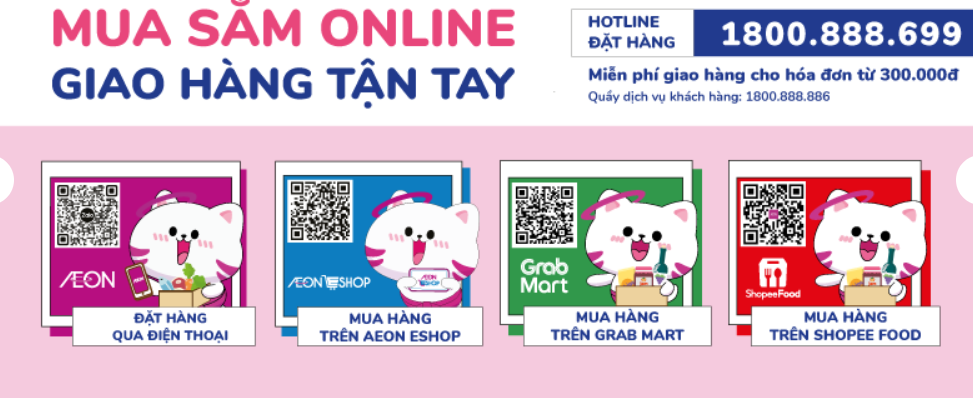 MUA SẮM ONLINE
GIAO HÀNG TẬN TAY
HOTLINE
ĐẶT HÀNG
1800.888.699
Miễn phí giao hàng cho hóa đơn từ 300.000đ
Quầy dịch vụ khách hàng: 1800.888.886
Zalo
ÆON
ĐẶT HÀNG
QUA ĐIỆN THOẠI
ÆON ESHOP
ÆON
ESHOP
MUA HÀNG
TRÊN AEON ESHOP
Grab
Mart
MUA HÀNG
TRÊN GRAB MART
ShopeeFood
MUA HÀNG
TRÊN SHOPEE FOOD